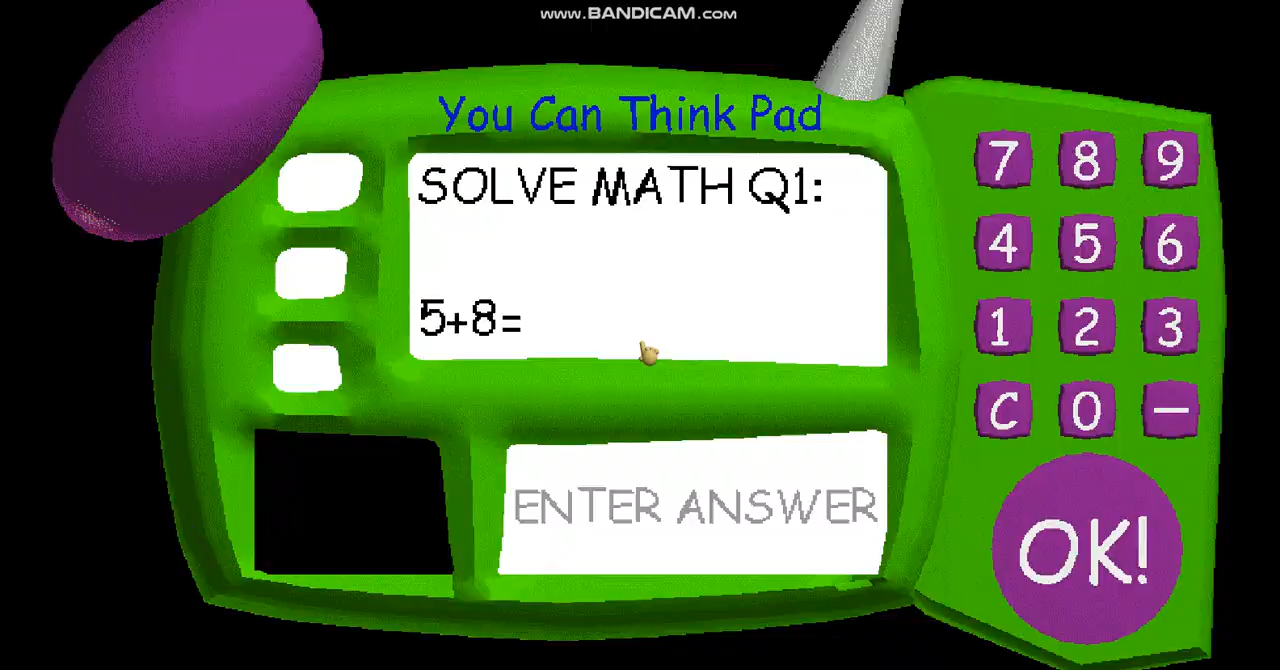 www.BANDICAM.com
You Can Think Pad
SOLVE MATH Q1:
5+8=
ENTER ANSWER
7 8 9
4 5 6
1 2 3
C 0 —
OK!